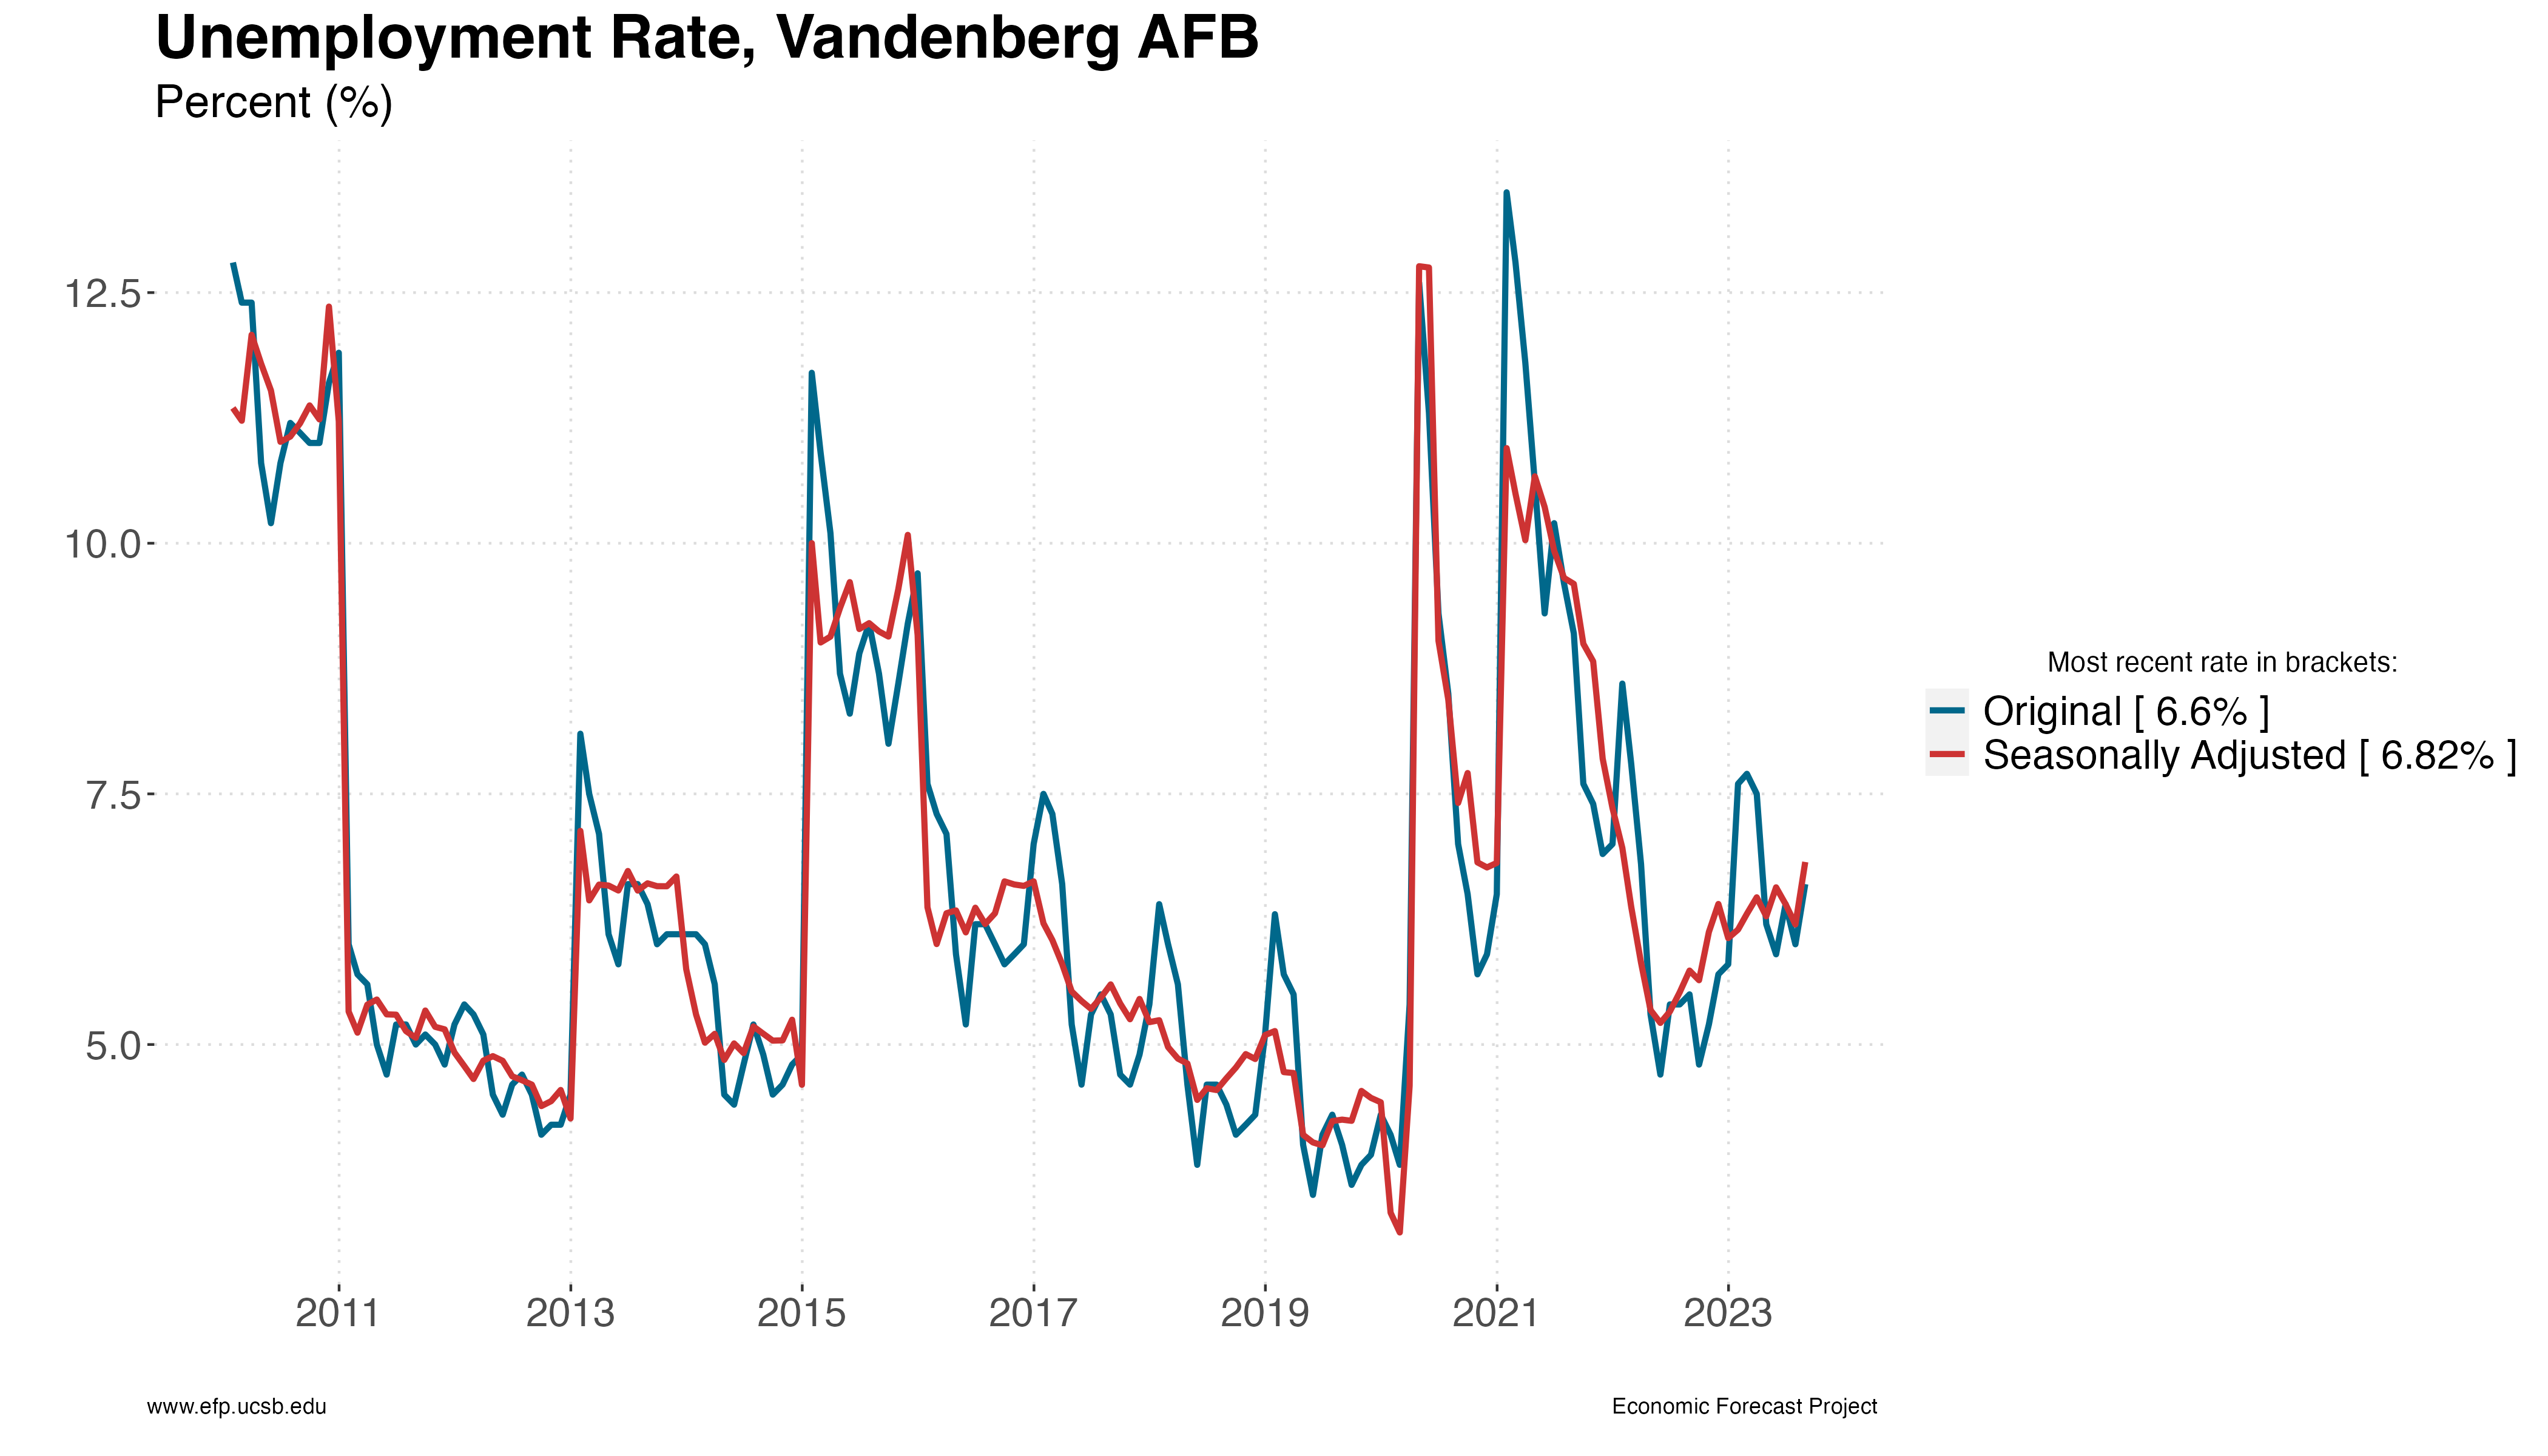 Unemployment Rate, Vandenberg AFB
Percent (%)
12.5
10.0
7.5
5.0
2011
2013
2015
2017
2019
2021
2023
Most recent rate in brackets:
Original [ 6.6% ]
Seasonally Adjusted [ 6.82% ]
www.efp.ucsb.edu
Economic Forecast Project